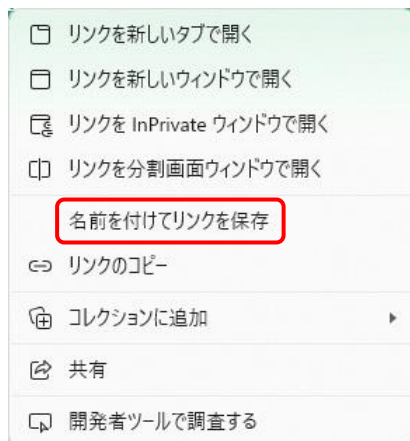 リンクを新しいタブで開く
リンクを新しいウィンドウで開く
リンクを InPrivate ウィンドウで開く
リンクを分割画面ウィンドウで開く
名前を付けてリンクを保存
リンクのコピー
コレクションに追加
共有
開発者ツールで調査する